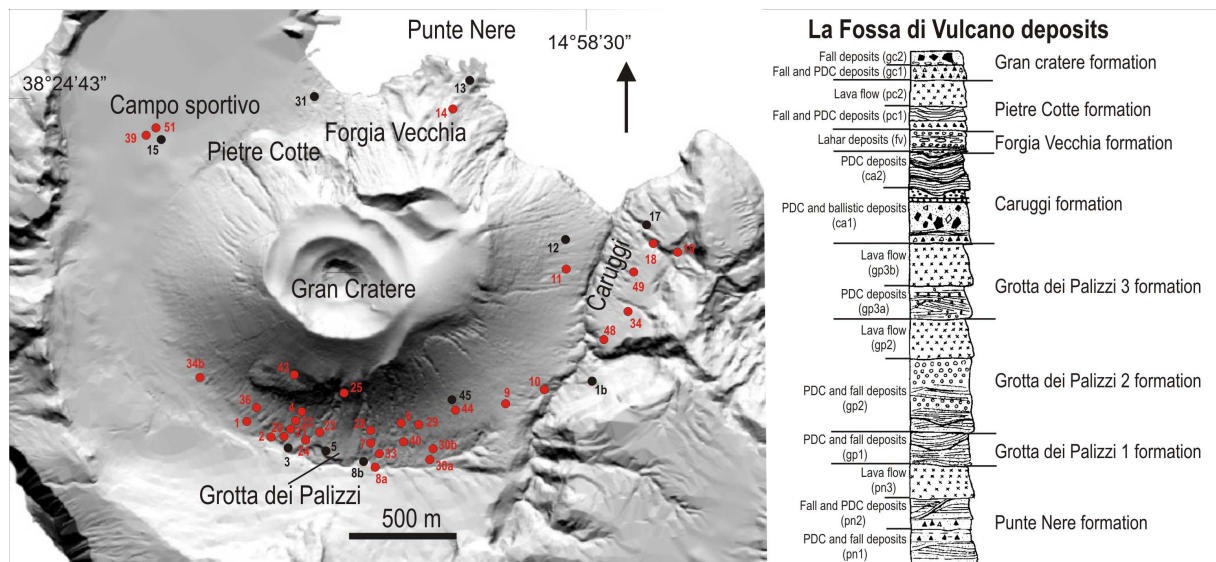 Punte Nere
14°58'30"
38°24'43"
13
31
14
Campo sportivo
51
39
15
Forgia Vecchia
Pietre Cotte
17
12
18
11
Caruggi
49
Gran Cratere
34
48
34b
43
25
1b
10
45
9
36
44
4
1
6
29
23
28
2
7
40
24
3
5
30b
33
8b
30a
8a
Grotta dei Palizzi
500 m
La Fossa di Vulcano deposits
Fall deposits (gc2)
Fall and PDC deposits (gc1)
Gran cratere formation
Lava flow (pc2)
Fall and PDC deposits (pc1)
Pietre Cotte formation
Lahar deposits (fv)
Forgia Vecchia formation
PDC deposits
(ca2)
PDC and ballistic deposits
(ca1)
Caruggi formation
Lava flow
(gp3b)
PDC deposits
(gp3a)
Grotta dei Palizzi 3 formation
Lava flow
(gp2)
PDC and fall deposits
(gp2)
Grotta dei Palizzi 2 formation
PDC and fall deposits
(gp1)
Grotta dei Palizzi 1 formation
Lava flow
(pn3)
Fall and PDC deposits
(pn2)
PDC and fall deposits
(pn1)
Punte Nere formation